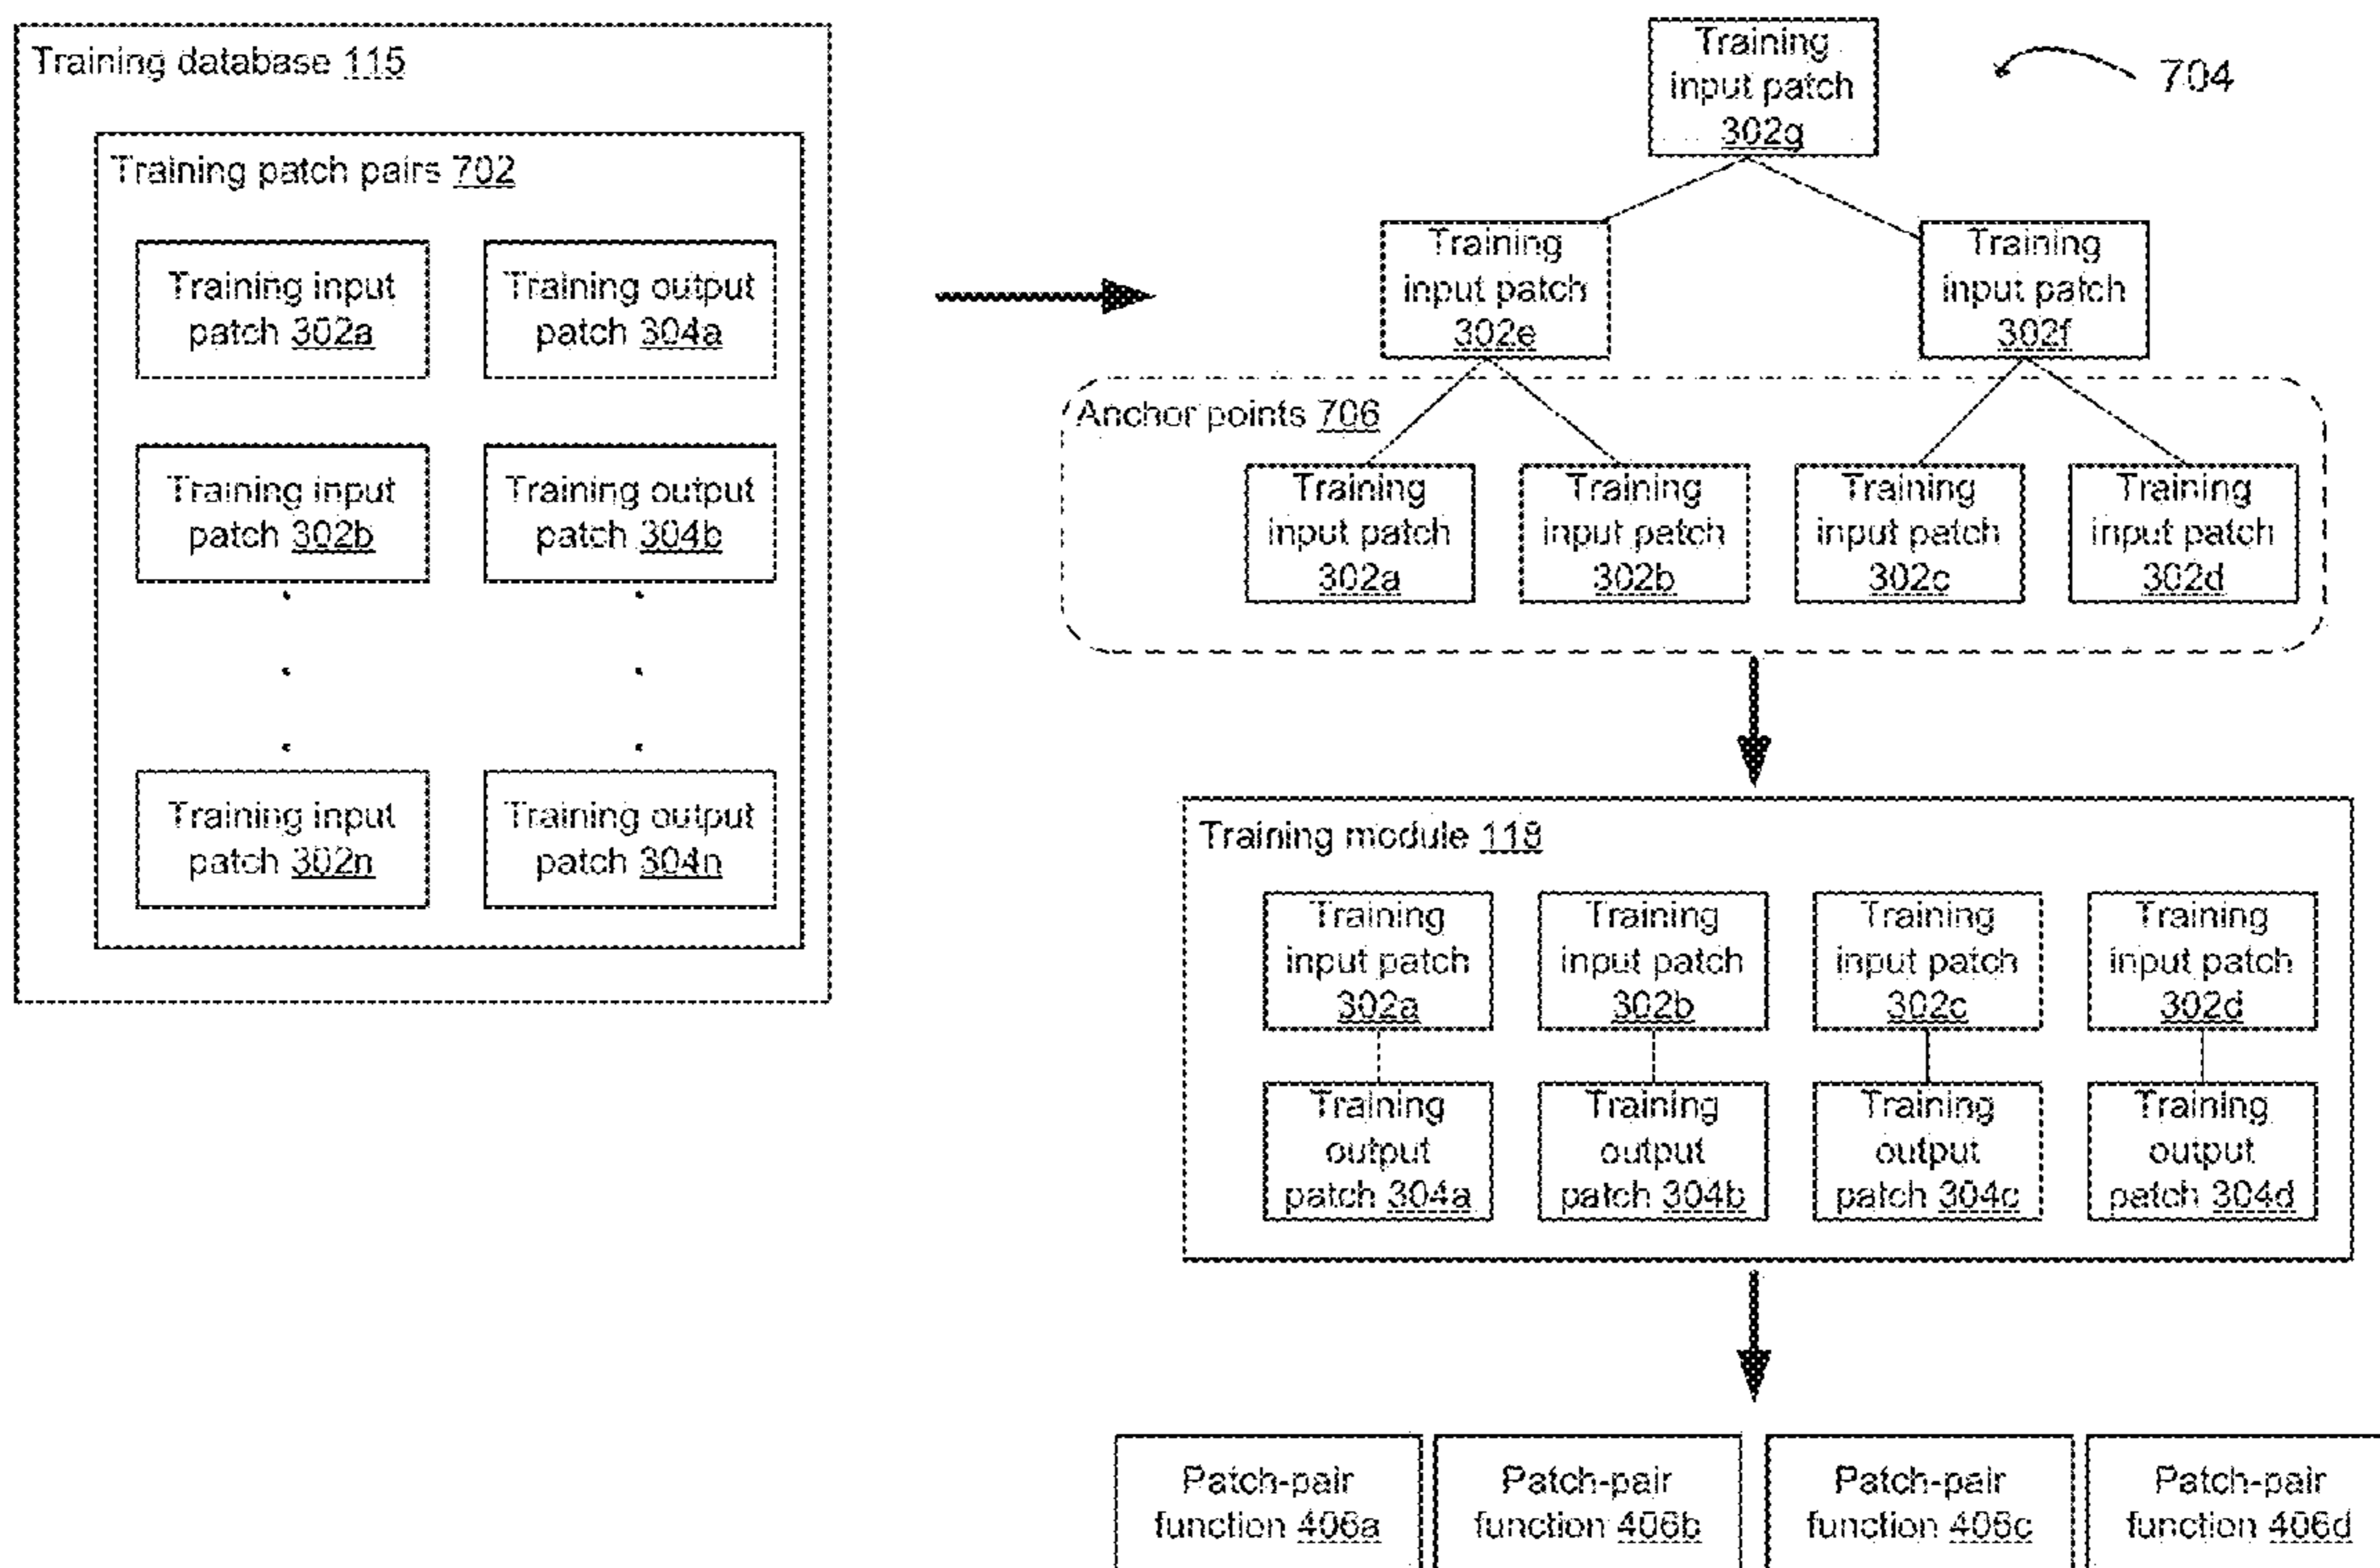 Training database 115
Training patch pairs 702
Training input
patch 302a
Training output
patch 304a
Training input
patch 302b
Training output
patch 304b
Training input
patch 302n
Training output
patch 304n
704
Training
input patch
302g
Training
input patch
302e
Training
input patch
302f
Anchor points 706
Training
input patch
302a
Training
input patch
302b
Training
input patch
302c
Training
input patch
302d
Training module 118
Training
input patch
302a
Training
input patch
302b
Training
input patch
302c
Training
input patch
302d
Training
output
patch 304a
Training
output
patch 304b
Training
output
patch 304c
Training
output
patch 304d
Patch-pair
function 406a
Patch-pair
function 406b
Patch-pair
function 406c
Patch-pair
function 406d